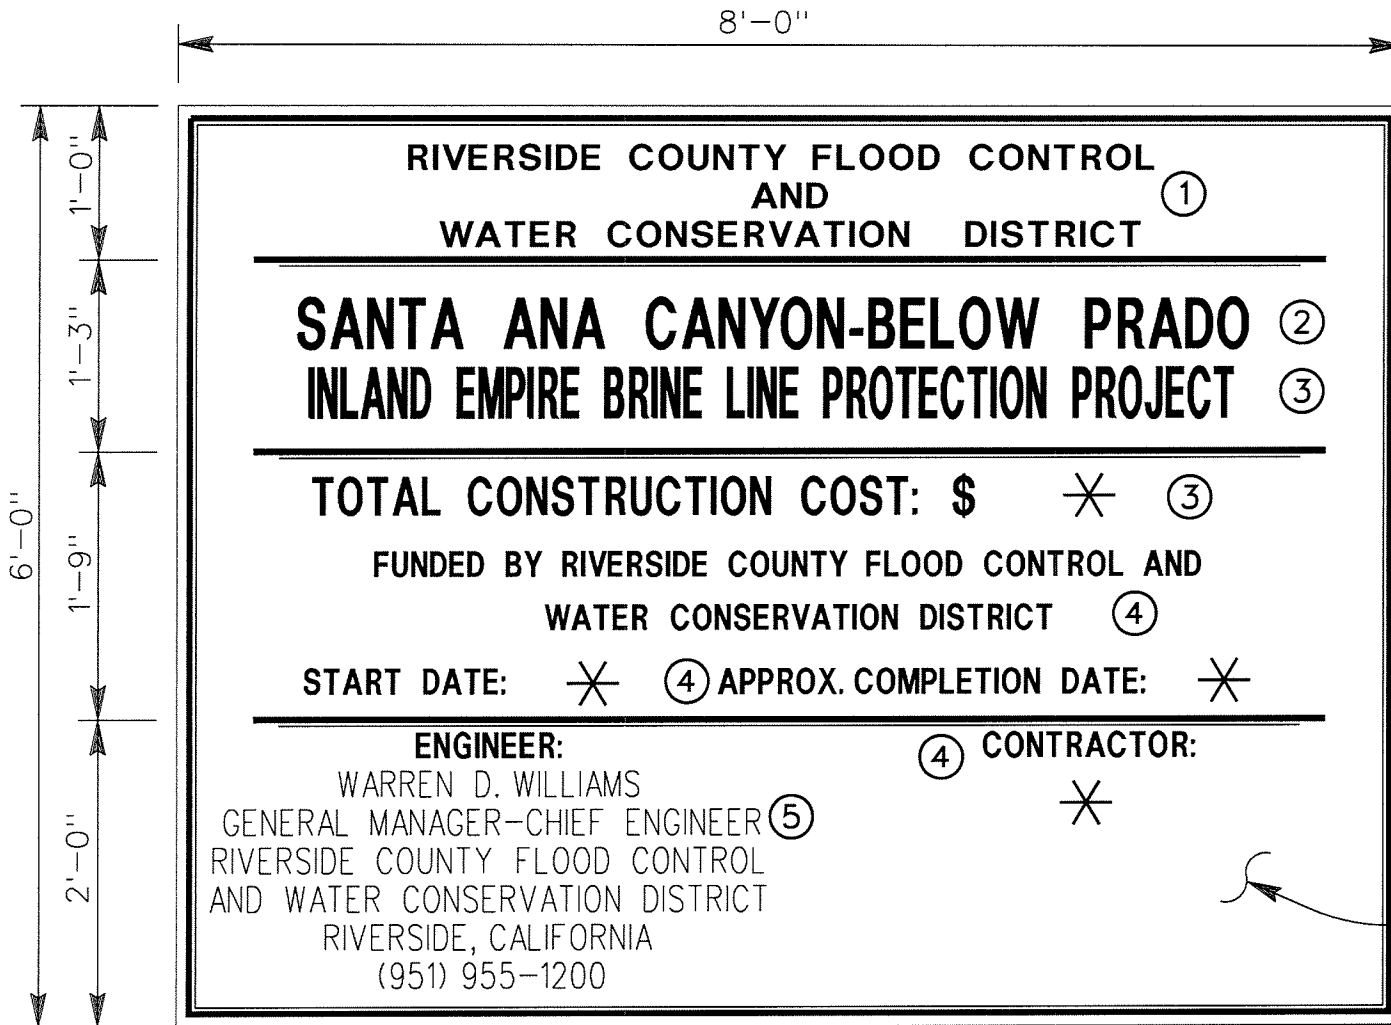 8'-0"
6'-0"
1'-0"
1'-3"
1'-9"
2'-0"
RIVERSIDE COUNTY FLOOD CONTROL
AND
WATER CONSERVATION DISTRICT
1
SANTA ANA CANYON-BELOW PRADO 2
INLAND EMPIRE BRINE LINE PROTECTION PROJECT 3
TOTAL CONSTRUCTION COST: $ * 3
FUNDED BY RIVERSIDE COUNTY FLOOD CONTROL AND
WATER CONSERVATION DISTRICT 4
START DATE: * 4 APPROX. COMPLETION DATE: *
ENGINEER:
WARREN D. WILLIAMS
GENERAL MANAGER-CHIEF ENGINEER 5
RIVERSIDE COUNTY FLOOD CONTROL
AND WATER CONSERVATION DISTRICT
RIVERSIDE, CALIFORNIA
(951) 955-1200
4 CONTRACTOR:
*